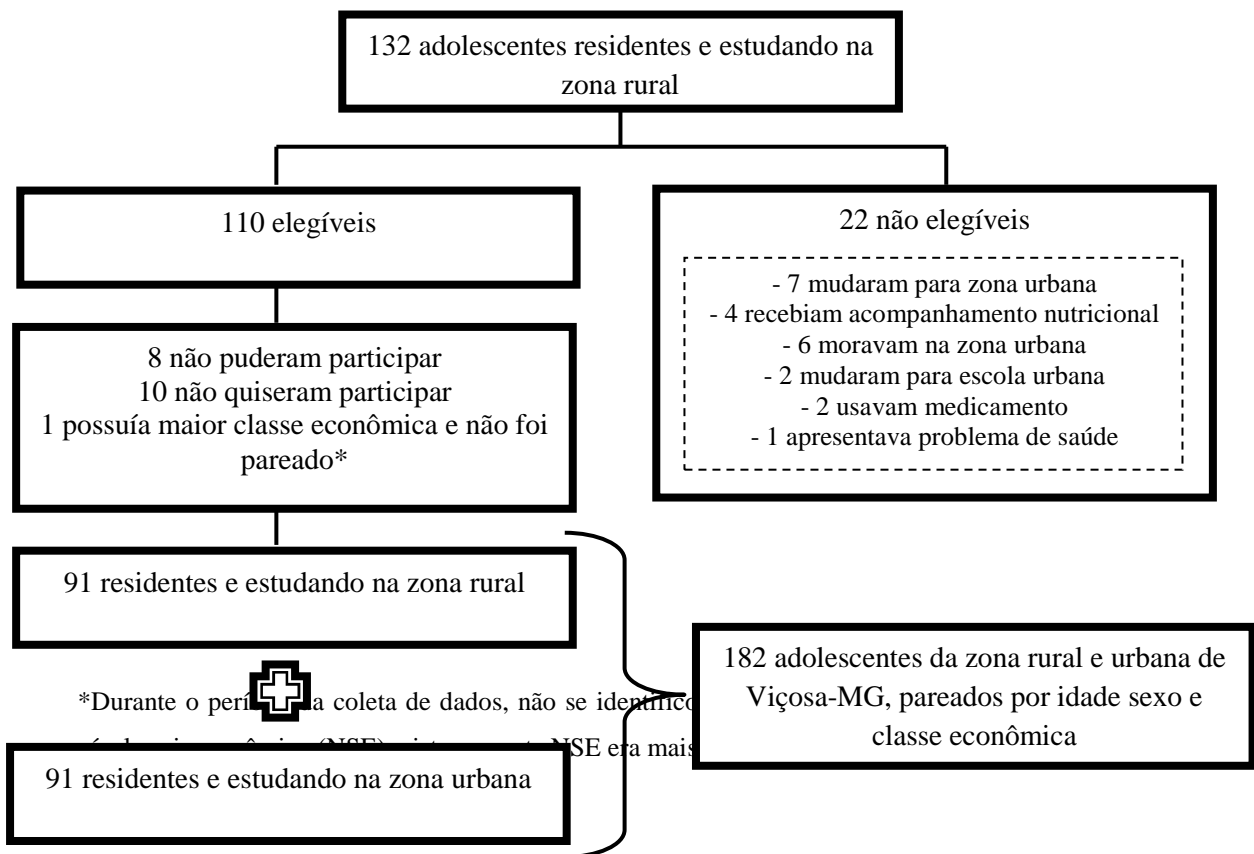 132 adolescentes residentes e estudando na
zona rural
110 elegíveis
22 não elegíveis
- 7 mudaram para zona urbana
- 4 recebiam acompanhamento nutricional
- 6 moravam na zona urbana
- 2 mudaram para escola urbana
- 2 usavam medicamento
- 1 apresentava problema de saúde
8 não puderam participar
10 não quiseram participar
1 possuía maior classe econômica e não foi
pareado*
91 residentes e estudando na zona rural
182 adolescentes da zona rural e urbana de
Viçosa-MG, pareados por idade sexo e
classe econômica
*Durante o coleta de dados, não se
NSE era mais
91 residentes e estudando na zona urbana